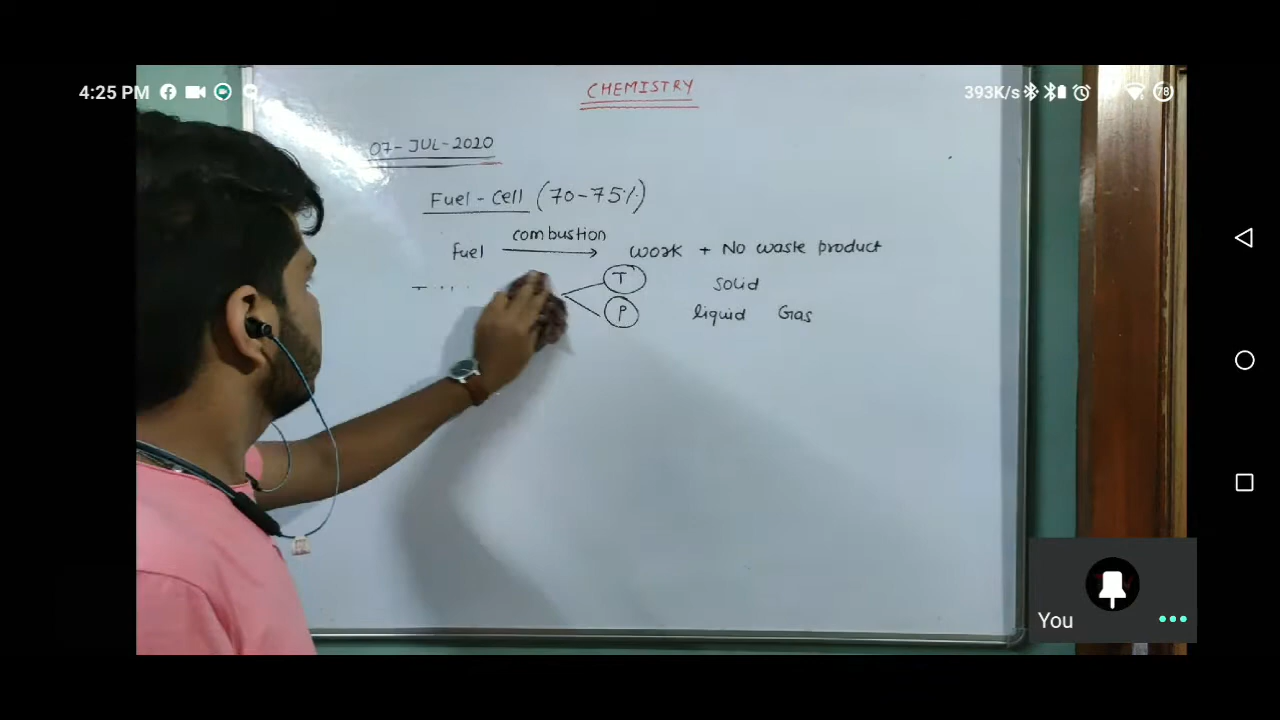 4:25 PM
393K/s
78
CHEMISTRY
07-JUL-2020
Fuel-Cell (70-75%)
fuel combustion work + No waste product
T solid
P liquid Gas
You